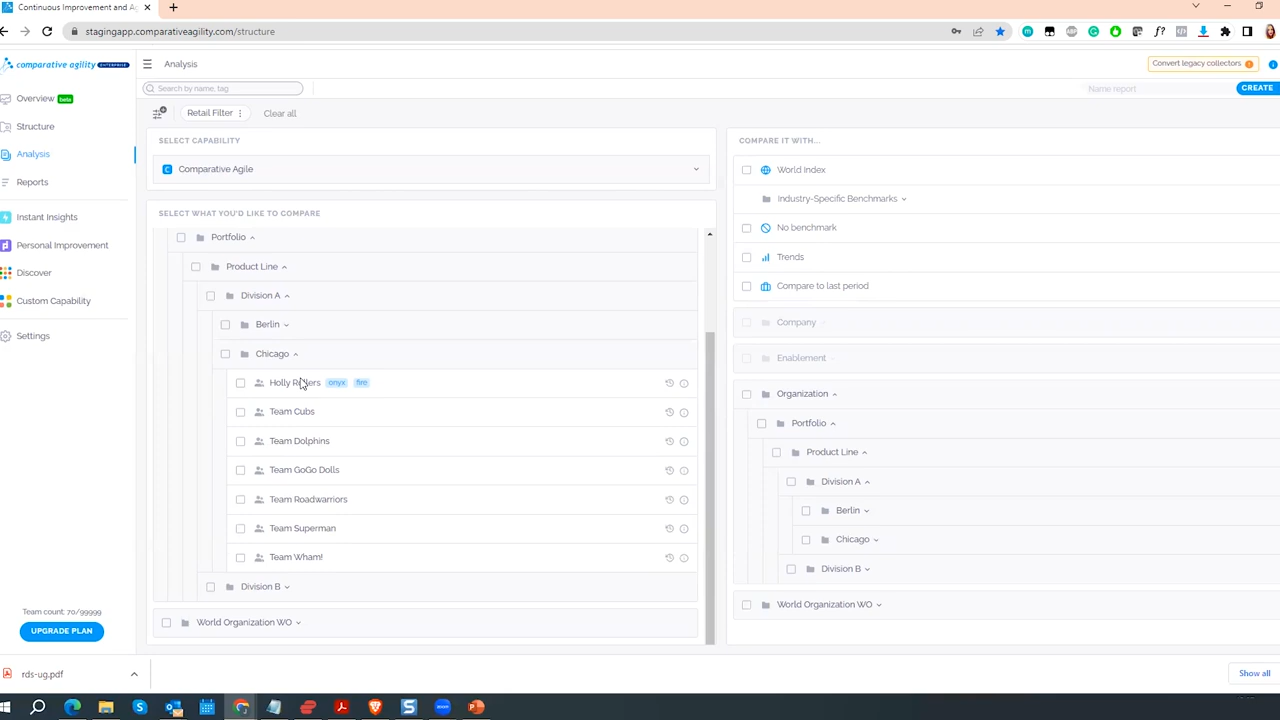 Continuous Improvement and Ag
stagingapp.comparativeagility.com/structure
comparative agility ENTERPRISE
Analysis
Convert legacy collectors
Search by name, tag
Name report
CREATE
Overview beta
Structure
Analysis
Reports
Instant Insights
Personal Improvement
Discover
Custom Capability
Settings
Retail Filter
Clear all
SELECT CAPABILITY
Comparative Agile
SELECT WHAT YOU'D LIKE TO COMPARE
Portfolio
Product Line
Division A
Berlin
Chicago
Holly Rollers onyx fire
Team Cubs
Team Dolphins
Team GoGo Dolls
Team Roadwarriors
Team Superman
Team Wham!
Division B
World Organization WO
COMPARE IT WITH...
World Index
Industry-Specific Benchmarks
No benchmark
Trends
Compare to last period
Company
Enablement
Organization
Portfolio
Product Line
Division A
Berlin
Chicago
Division B
World Organization WO
Team count: 70/99999
UPGRADE PLAN
rds-ug.pdf
Show all